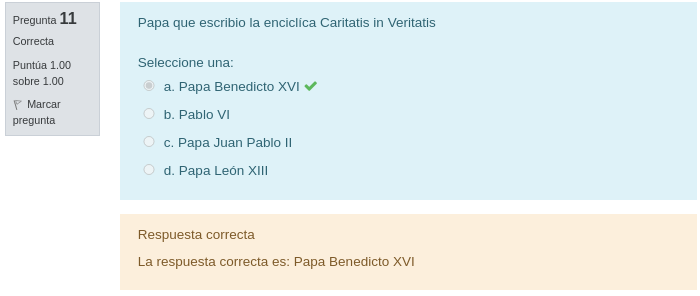 Pregunta 11
Correcta
Puntúa 1.00
sobre 1.00
Marcar
pregunta
Papa que escribio la enciclíca Caritatis in Veritatis
Seleccione una:
a. Papa Benedicto XVI
b. Pablo VI
c. Papa Juan Pablo II
d. Papa León XIII
Respuesta correcta
La respuesta correcta es: Papa Benedicto XVI